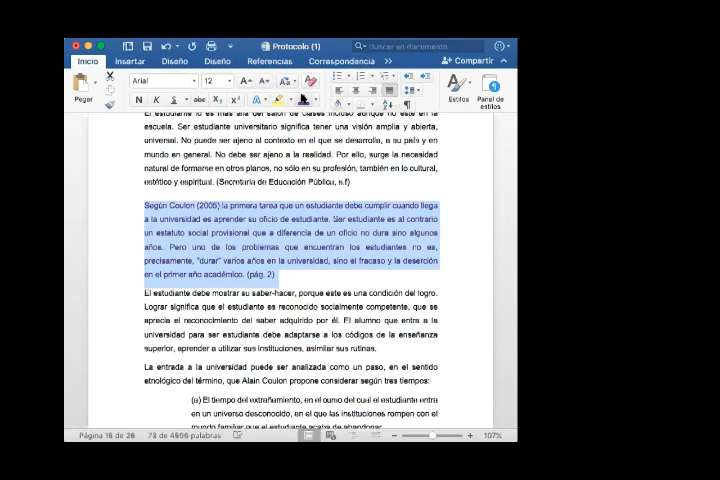 Protocolo (1)
Buscar en documento
Inicio Insertar Diseño Diseño Referencias Correspondencia >> Compartir
Arial 12
Pegar N K S abc X₂ X² A ¶ Estilos Panel de estilos
El estudiante lo es más allá del salón de clases incluso aunque no esté en la
escuela. Ser estudiante universitario significa tener una visión amplia y abierta,
universal. No puede ser ajeno al contexto en el que se desarrolla, a su país y en
mundo en general. No debe ser ajeno a la realidad. Por ello, surge la necesidad
natural de formarse en otros planos, no sólo en su profesión, también en lo cultural,
estético y espiritual. (Secretaría de Educación Pública, s.f)
Según Coulon (2005) la primera tarea que un estudiante debe cumplir cuando llega
a la universidad es aprender su oficio de estudiante. Ser estudiante es al contrario
un estatuto social provisional que a diferencia de un oficio no dura sino algunos
años. Pero uno de los problemas que encuentran los estudiantes no es,
precisamente, "durar" varios años en la universidad, sino el fracaso y la deserción
en el primer año académico. (pág. 2)
El estudiante debe mostrar su saber-hacer, porque este es una condición del logro.
Lograr significa que el estudiante es reconocido socialmente competente, que se
aprecia el reconocimiento del saber adquirido por él. El alumno que entra a la
universidad para ser estudiante debe adaptarse a los códigos de la enseñanza
superior, aprender a utilizar sus instituciones, asimilar sus rutinas.
La entrada a la universidad puede ser analizada como un paso, en el sentido
etnológico del término, que Alain Coulon propone considerar según tres tiempos:
(a) El tiempo del extrañamiento, en el curso del cual el estudiante entra
en un universo desconocido, en el que las instituciones rompen con el
mundo familiar que el estudiante acaba de abandonar
Página 15 de 26 73 de 4596 palabras 107%